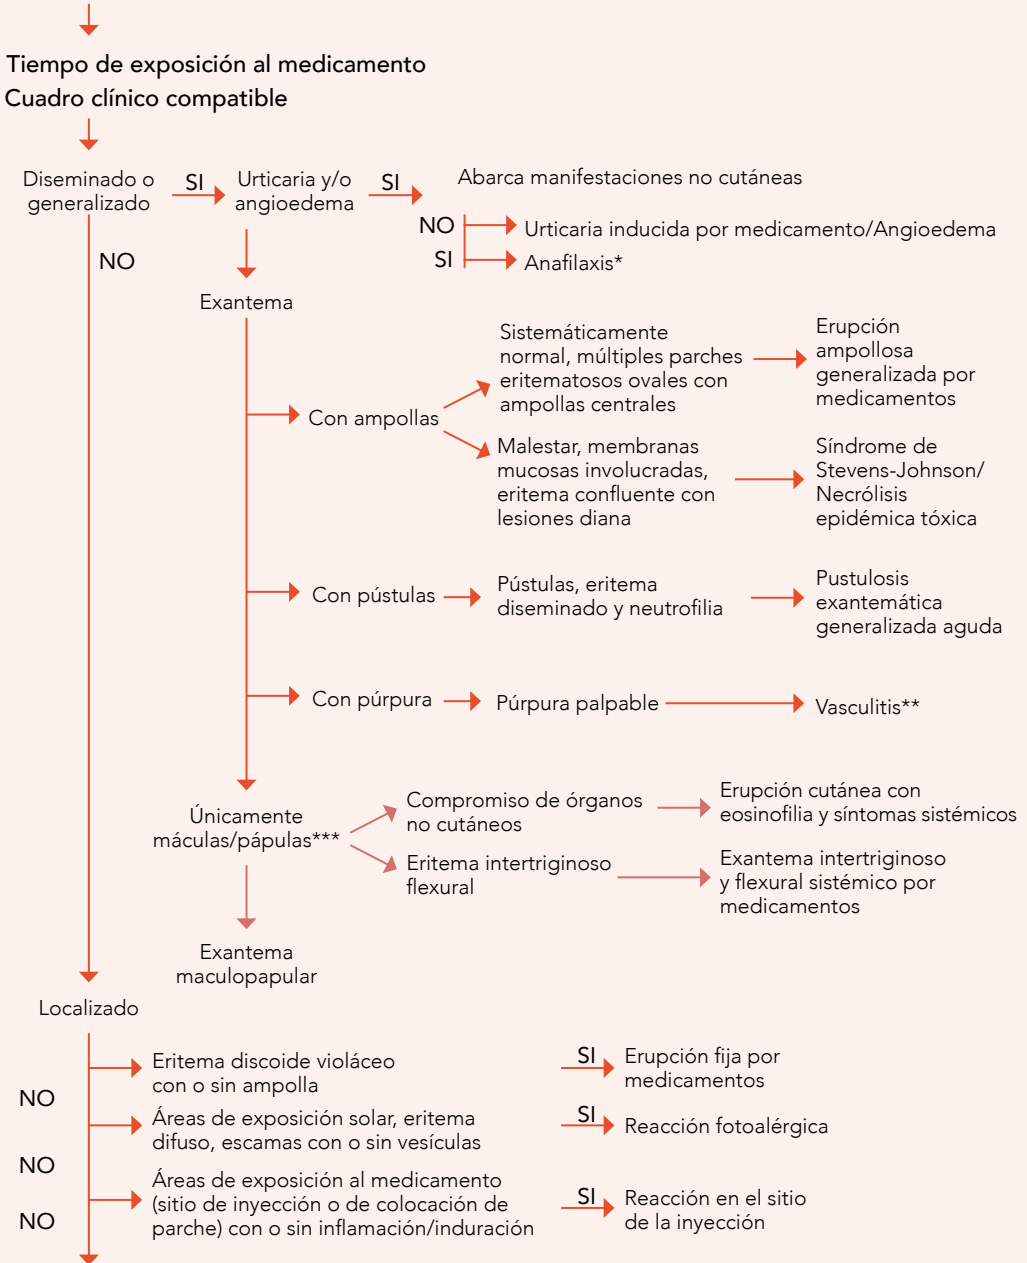 Tiempo de exposición al medicamento
Cuadro clínico compatible
Diseminado o
generalizado
SI
Urticaria y/o
angioedema
SI
Abarca manifestaciones no cutáneas
NO
Urticaria inducida por medicamento/Angioedema
SI
Anafilaxis*
NO
Exantema
Con ampollas
Sistemáticamente
normal, múltiples parches
eritematosos ovales con
ampollas centrales
Erupción
ampollosa
generalizada por
medicamentos
Malestar, membranas
mucosas involucradas,
eritema confluente con
lesiones diana
Síndrome de
Stevens-Johnson/
Necrólisis
epidémica tóxica
Con pústulas
Pústulas, eritema
diseminado y neutrofilia
Pustulosis
exantemática
generalizada aguda
Con púrpura
Púrpura palpable
Vasculitis**
Únicamente
máculas/pápulas***
Compromiso de órganos
no cutáneos
Erupción cutánea con
eosinofilia y síntomas sistémicos
Eritema intertriginoso
flexural
Exantema intertriginoso
y flexural sistémico por
medicamentos
Exantema
maculopapular
Localizado
Eritema discoide violáceo
con o sin ampolla
SI
Erupción fija por
medicamentos
NO
Áreas de exposición solar, eritema
difuso, escamas con o sin vesículas
SI
Reacción fotoalérgica
NO
Áreas de exposición al medicamento
(sitio de inyección o de colocación de
parche) con o sin inflamación/induración
SI
Reacción en el sitio
de la inyección
NO